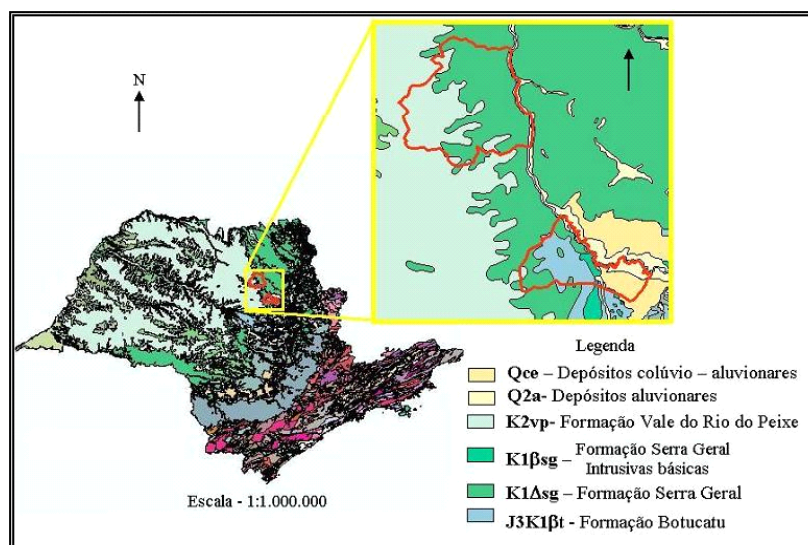 N
Legenda
Qce – Depósitos colúvio – aluvionares
Q2a- Depósitos aluvionares
K2vp- Formação Vale do Rio do Peixe
K1βsg – Formação Serra Geral
Intrusivas básicas
K1Δsg – Formação Serra Geral
J3K1βt - Formação Botucatu
Escala - 1:1.000.000